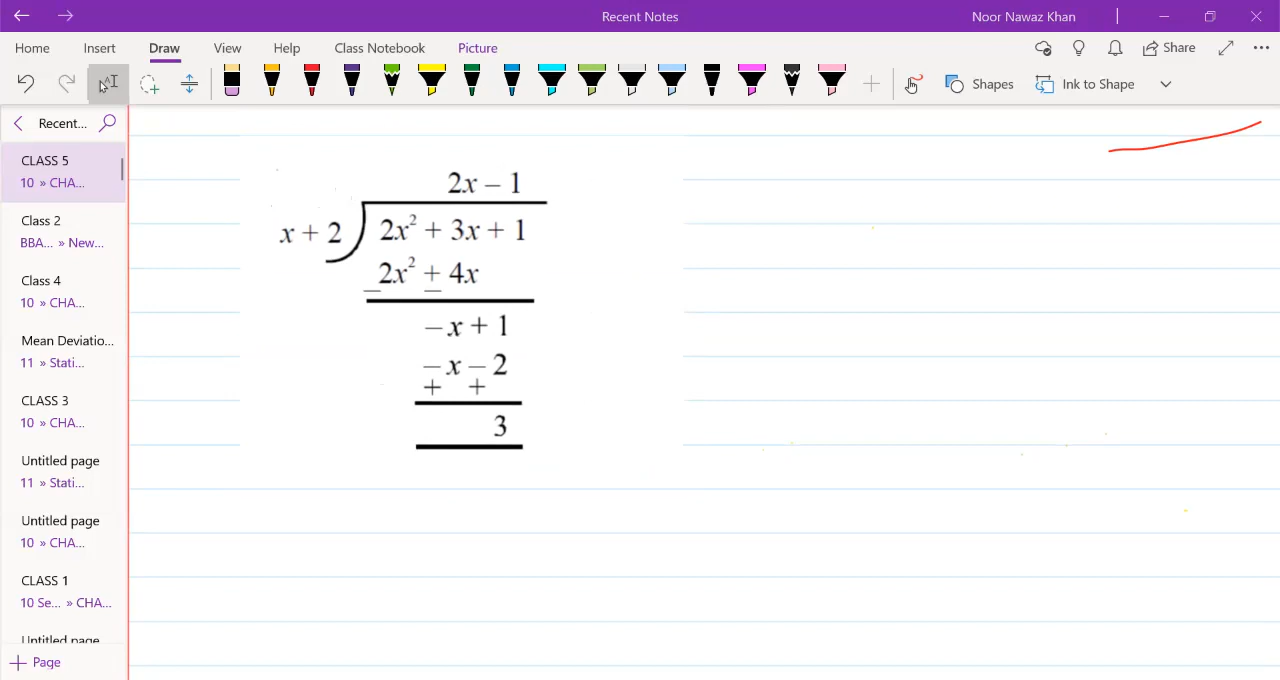 Recent Notes
Noor Nawaz Khan
Home Insert Draw View Help Class Notebook Picture
Share
Shapes
Ink to Shape
Recent...
CLASS 5
10 » CHA...
Class 2
BBA... » New...
Class 4
10 » CHA...
Mean Deviatio...
11 » Stati...
CLASS 3
10 » CHA...
Untitled page
11 » Stati...
Untitled page
10 » CHA...
CLASS 1
10 Se... » CHA...
Untitled page
+ Page
2x – 1
x + 2 2x² + 3x + 1
2x² + 4x
– –
–x + 1
–x – 2
+ +
3